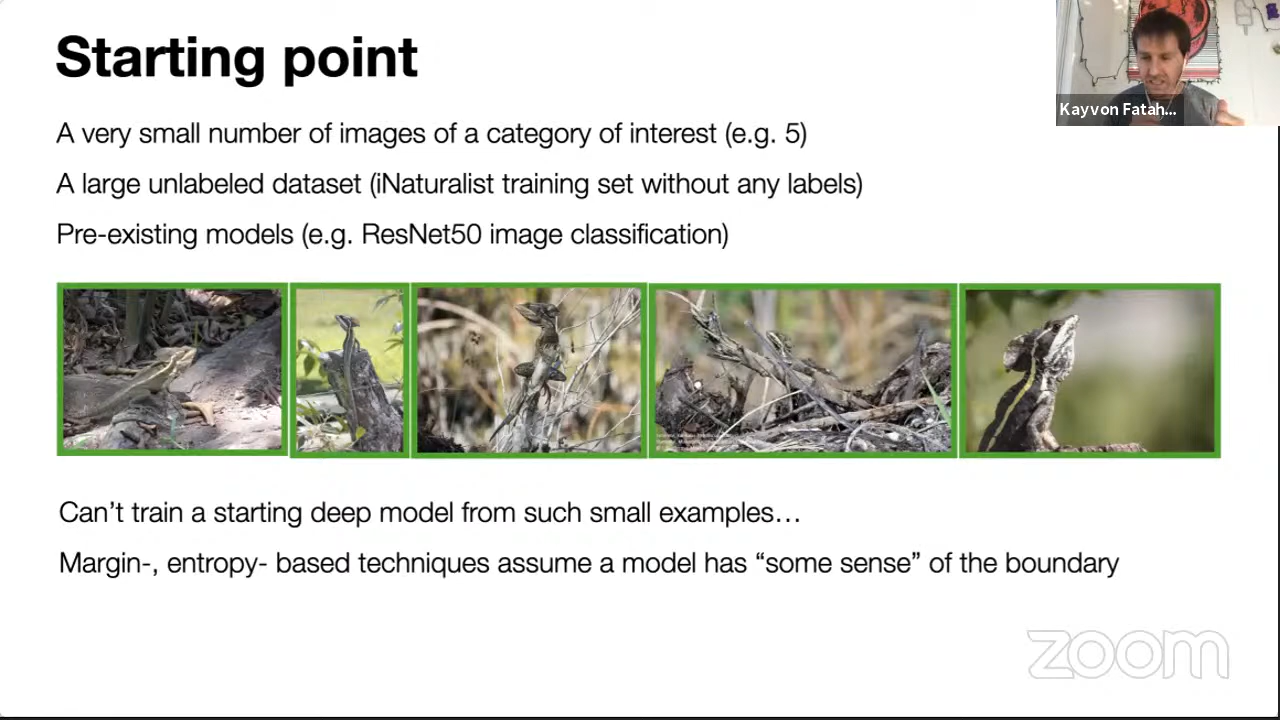 Starting point
Kayvon Fatah...
A very small number of images of a category of interest (e.g. 5)
A large unlabeled dataset (iNaturalist training set without any labels)
Pre-existing models (e.g. ResNet50 image classification)
Can’t train a starting deep model from such small examples…
Margin-, entropy- based techniques assume a model has “some sense” of the boundary
zoom